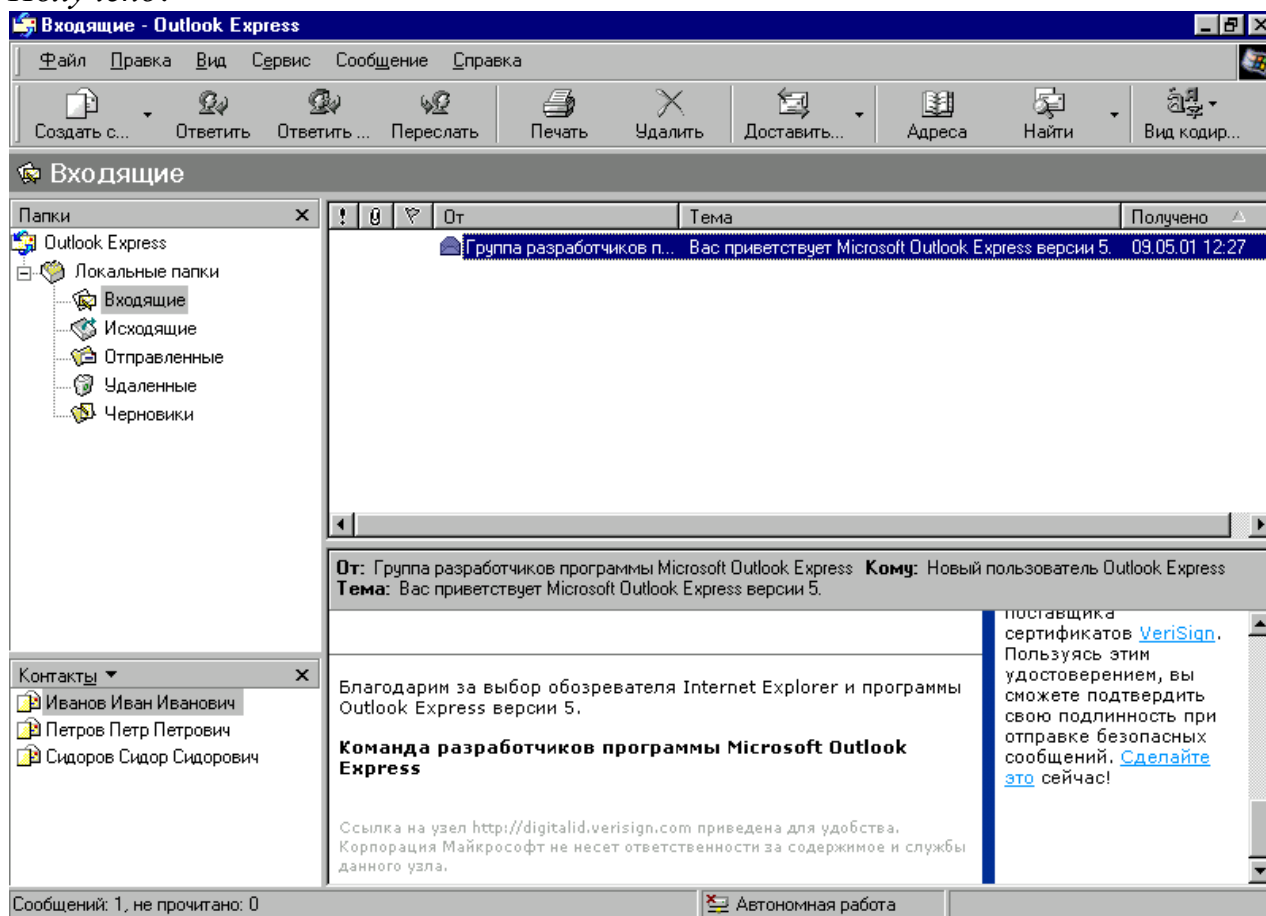 Входящие - Outlook Express
Файл Правка Вид Сервис Сообщение Справка
Создать с... Ответить Ответить ... Переслать Печать Удалить Доставить... Адреса Найти Вид кодир...
Входящие
Папки
Outlook Express
Локальные папки
Входящие
Исходящие
Отправленные
Удаленные
Черновики
От Тема Получено
Группа разработчиков п... Вас приветствует Microsoft Outlook Express версии 5. 09.05.01 12:27
От: Группа разработчиков программы Microsoft Outlook Express Кому: Новый пользователь Outlook Express
Тема: Вас приветствует Microsoft Outlook Express версии 5.
Благодарим за выбор обозревателя Internet Explorer и программы
Outlook Express версии 5.
Команда разработчиков программы Microsoft Outlook
Express
Ссылка на узел http://digitalid.verisign.com приведена для удобства.
Корпорация Майкрософт не несет ответственности за содержимое и службы
данного узла.
поставщика
сертификатов VeriSign.
Пользуясь этим
удостоверением, вы
сможете подтвердить
свою подлинность при
отправке безопасных
сообщений. Сделайте
это сейчас!
Контакты
Иванов Иван Иванович
Петров Петр Петрович
Сидоров Сидор Сидорович
Сообщений: 1, не прочитано: 0 Автономная работа